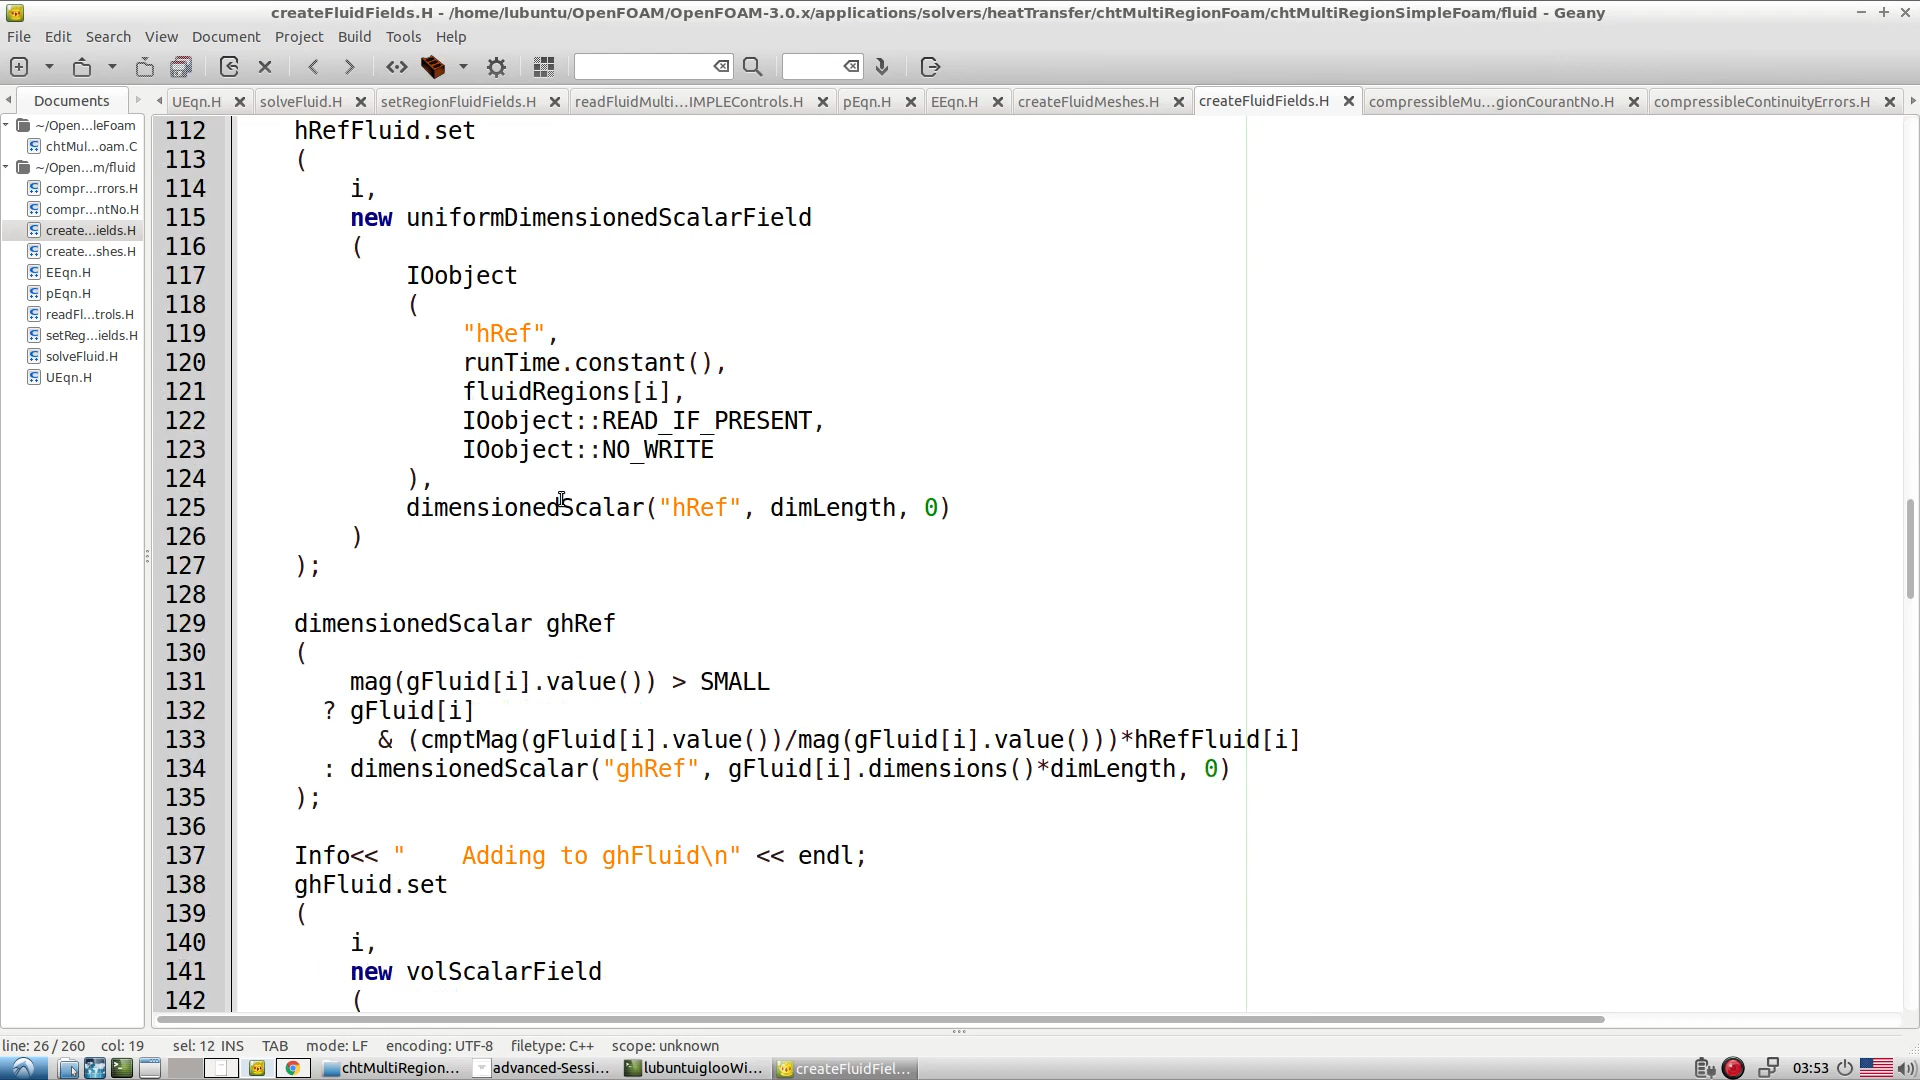 createFluidFields.H - /home/lubuntu/OpenFOAM/OpenFOAM-3.0.x/applications/solvers/heatTransfer/chtMultiRegionFoam/chtMultiRegionSimpleFoam/fluid - Geany
File Edit Search View Document Project Build Tools Help
Documents UEqn.H solveFluid.H setRegionFluidFields.H readFluidMulti...IMPLEControls.H pEqn.H EEqn.H createFluidMeshes.H createFluidFields.H compressibleMu...gionCourantNo.H compressibleContinuityErrors.H
~/Open...leFoam
chtMul...oam.C
~/Open...m/fluid
compr...rrors.H
compr...ntNo.H
create...ields.H
create...shes.H
EEqn.H
pEqn.H
readFl...trols.H
setReg...ields.H
solveFluid.H
UEqn.H
112 hRefFluid.set
113 (
114 i,
115 new uniformDimensionedScalarField
116 (
117 IOobject
118 (
119 "hRef",
120 runTime.constant(),
121 fluidRegions[i],
122 IOobject::READ_IF_PRESENT,
123 IOobject::NO_WRITE
124 ),
125 dimensionedScalar("hRef", dimLength, 0)
126 )
127 );
128
129 dimensionedScalar ghRef
130 (
131 mag(gFluid[i].value()) > SMALL
132 ? gFluid[i]
133 & (cmptMag(gFluid[i].value())/mag(gFluid[i].value()))*hRefFluid[i]
134 : dimensionedScalar("ghRef", gFluid[i].dimensions()*dimLength, 0)
135 );
136
137 Info<< "    Adding to ghFluid\n" << endl;
138 ghFluid.set
139 (
140 i,
141 new volScalarField
142 (
line: 26 / 260 col: 19 sel: 12 INS TAB mode: LF encoding: UTF-8 filetype: C++ scope: unknown
chtMultiRegion... advanced-Sessi... lubuntuiglooWi... createFluidFiel... 03:53